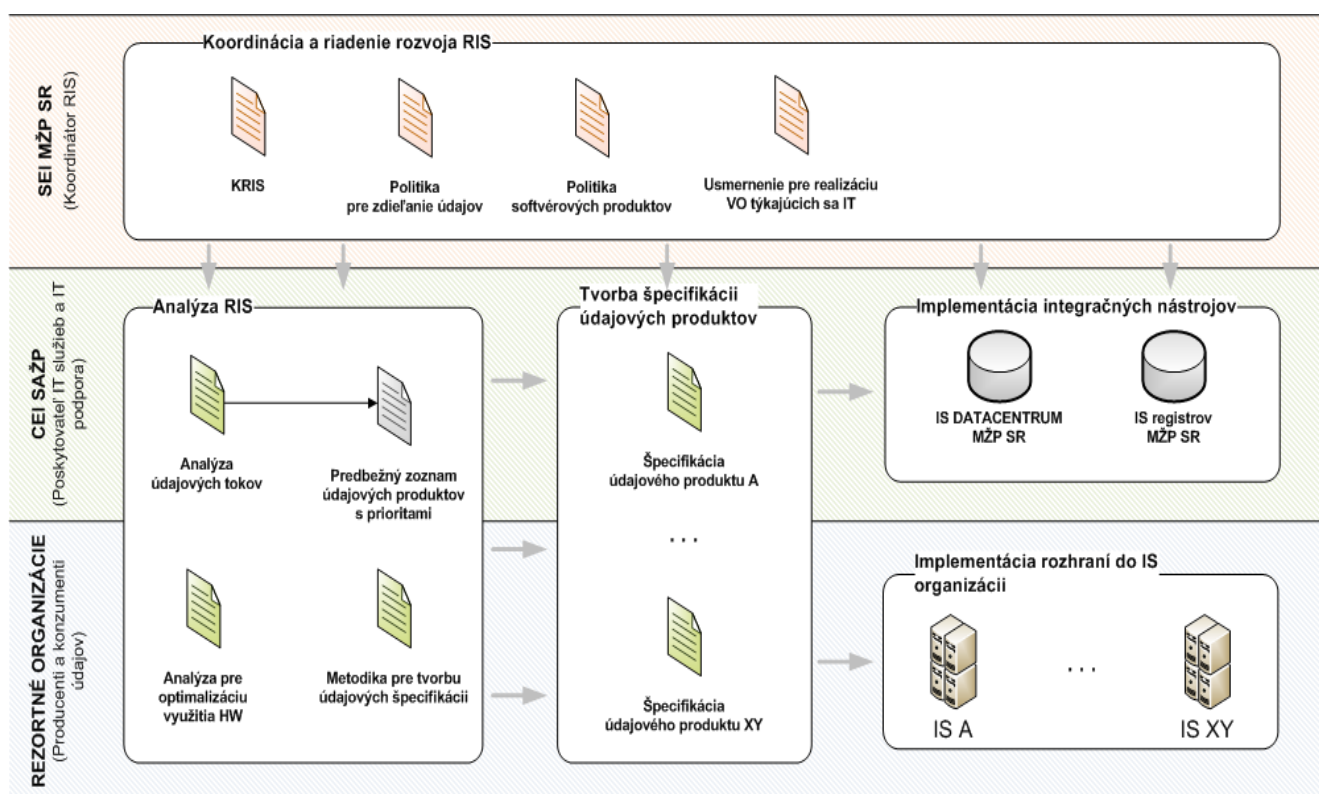 SEI MŽP SR
(Koordinátor RIS)
Koordinácia a riadenie rozvoja RIS
KRIS
Politika
pre zdieľanie údajov
Politika
softvérových produktov
Usmernenie pre realizáciu
VO týkajúcich sa IT
CEI SAŽP
(Poskytovateľ IT služieb a IT
podpora)
Analýza RIS
Analýza
údajových tokov
Predbežný zoznam
údajových produktov
s prioritami
Analýza pre
optimalizáciu
využitia HW
Metodika pre tvorbu
údajových špecifikácii
Tvorba špecifikácii
údajových produktov
Špecifikácia
údajového produktu A
. . .
Špecifikácia
údajového produktu XY
Implementácia integračných nástrojov
IS DATACENTRUM
MŽP SR
IS registrov
MŽP SR
REZORTNÉ ORGANIZÁCIE
(Producenti a konzumenti
údajov)
Implementácia rozhraní do IS
organizácii
IS A
. . .
IS XY